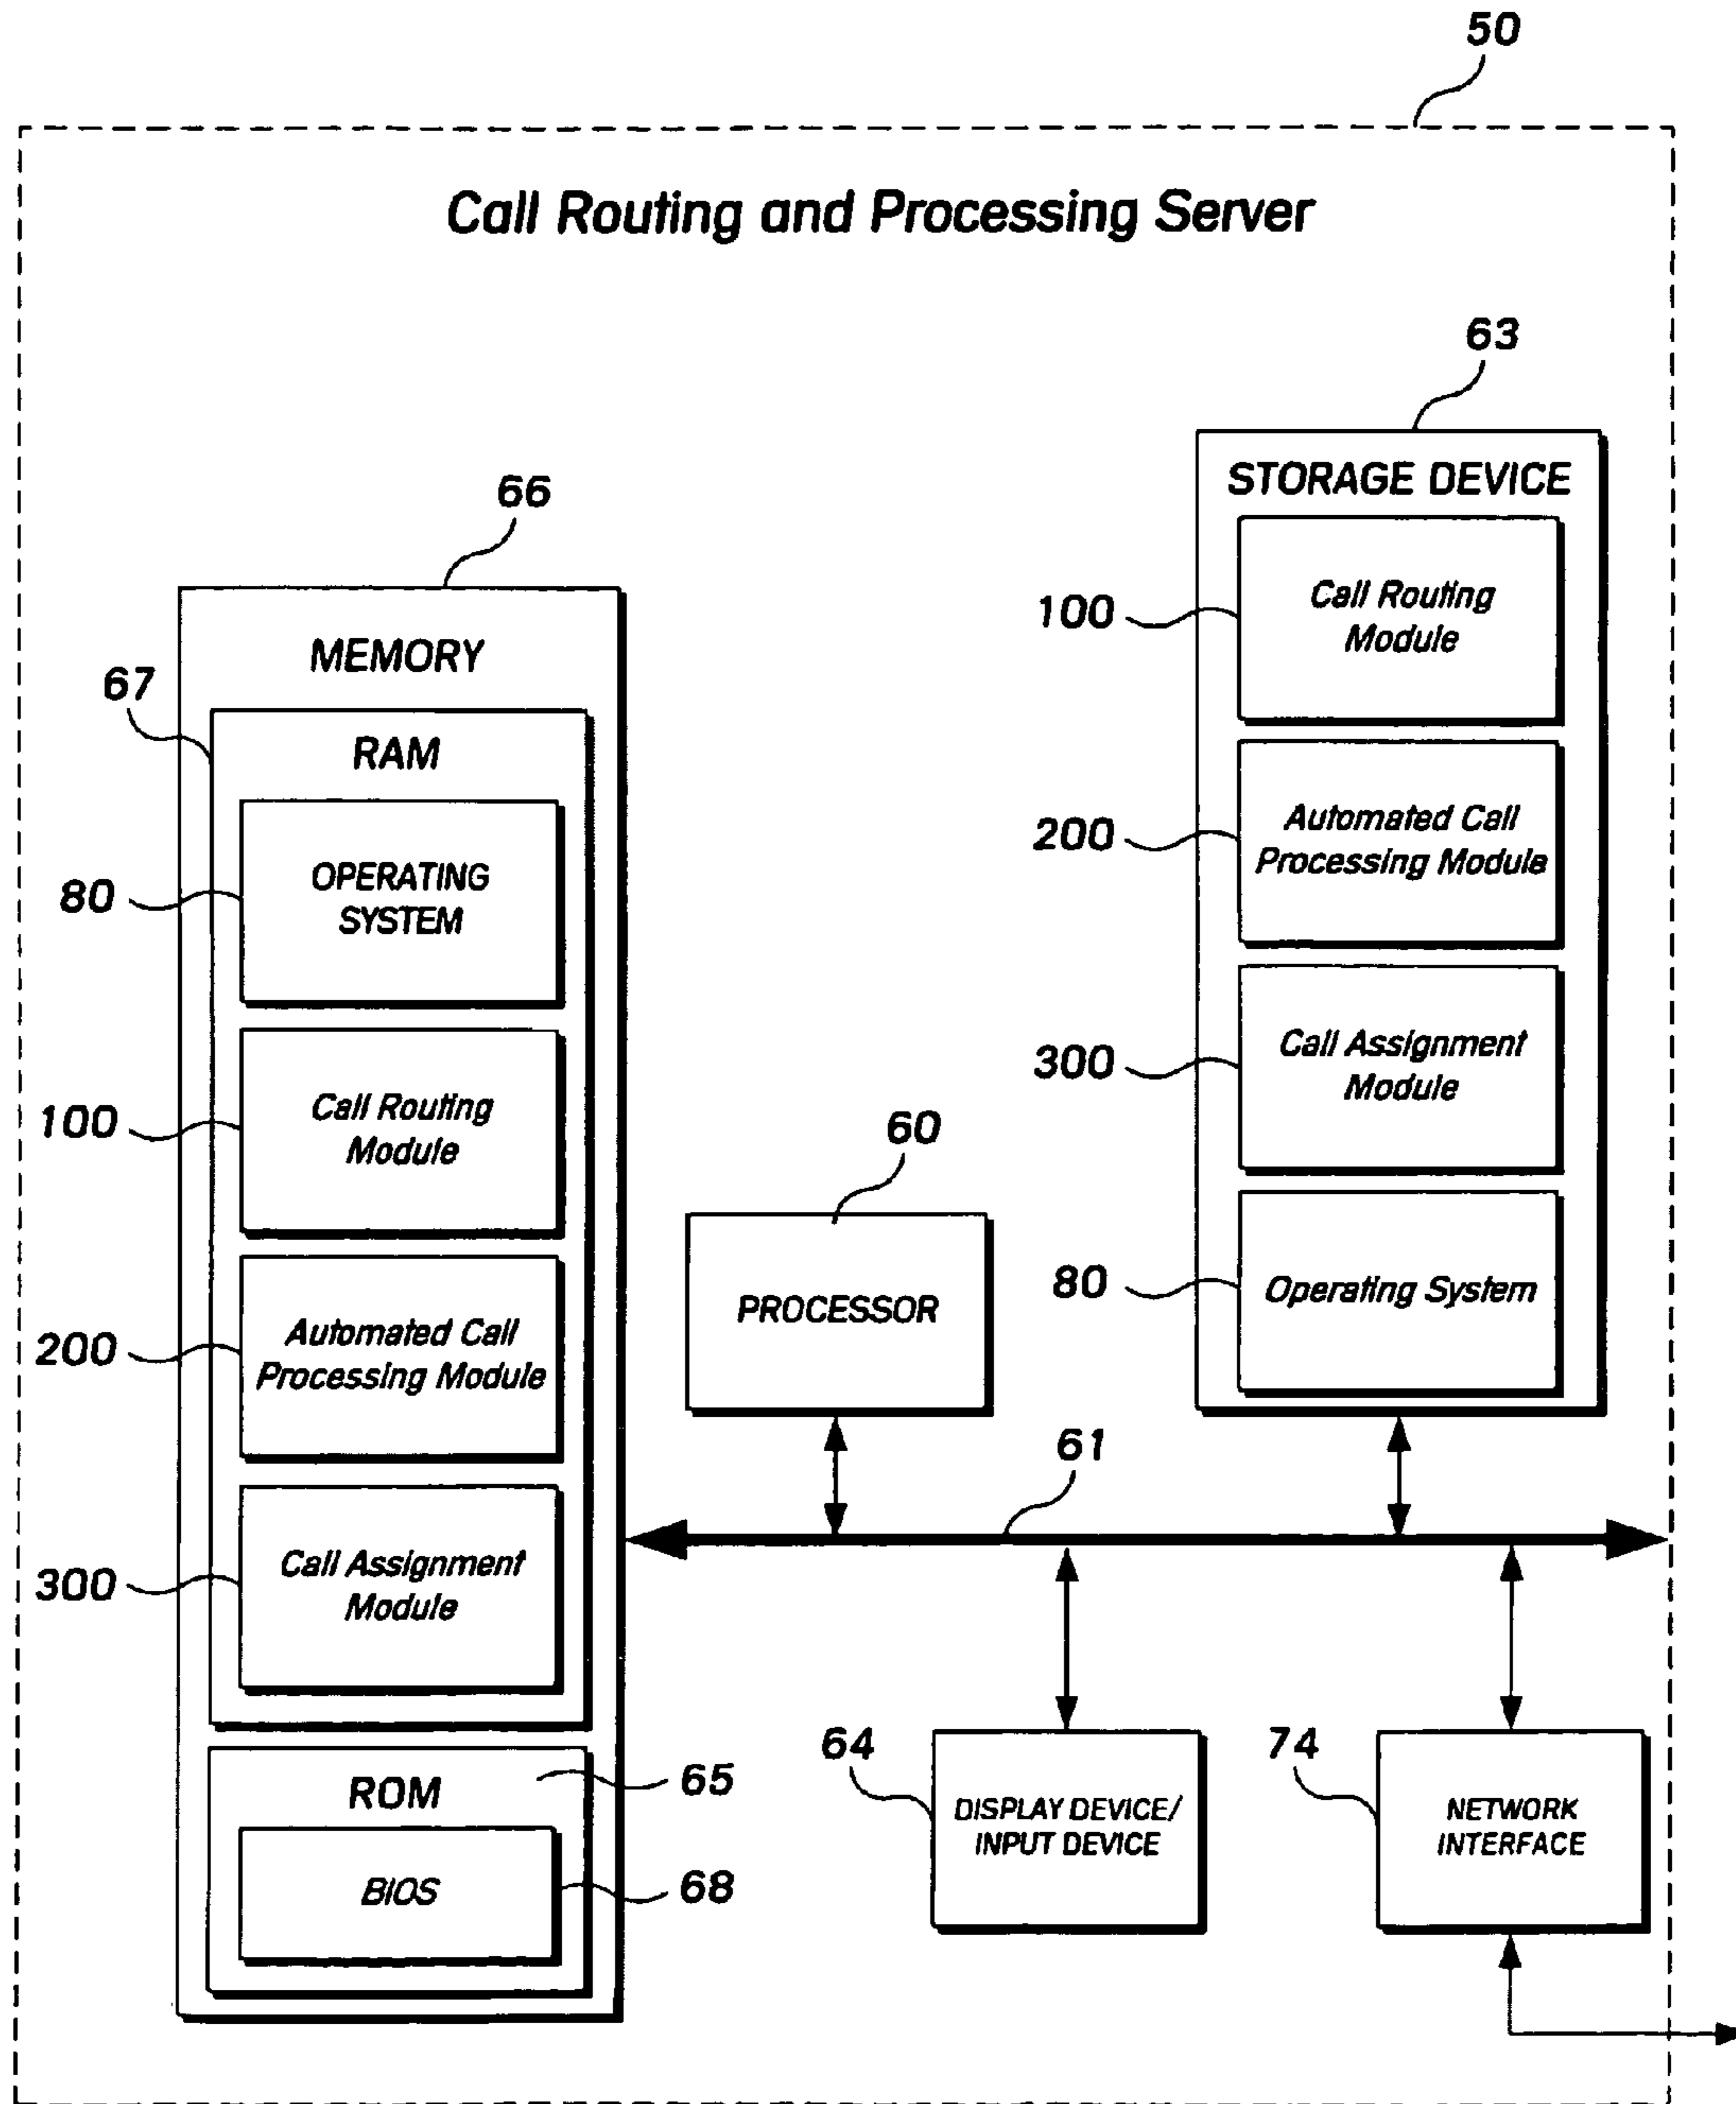 50
Call Routing and Processing Server
63
STORAGE DEVICE
100
Call Routing
Module
200
Automated Call
Processing Module
300
Call Assignment
Module
80
Operating System
66
MEMORY
67
RAM
80
OPERATING
SYSTEM
100
Call Routing
Module
200
Automated Call
Processing Module
300
Call Assignment
Module
ROM
65
BIOS
68
60
PROCESSOR
61
64
DISPLAY DEVICE/
INPUT DEVICE
74
NETWORK
INTERFACE